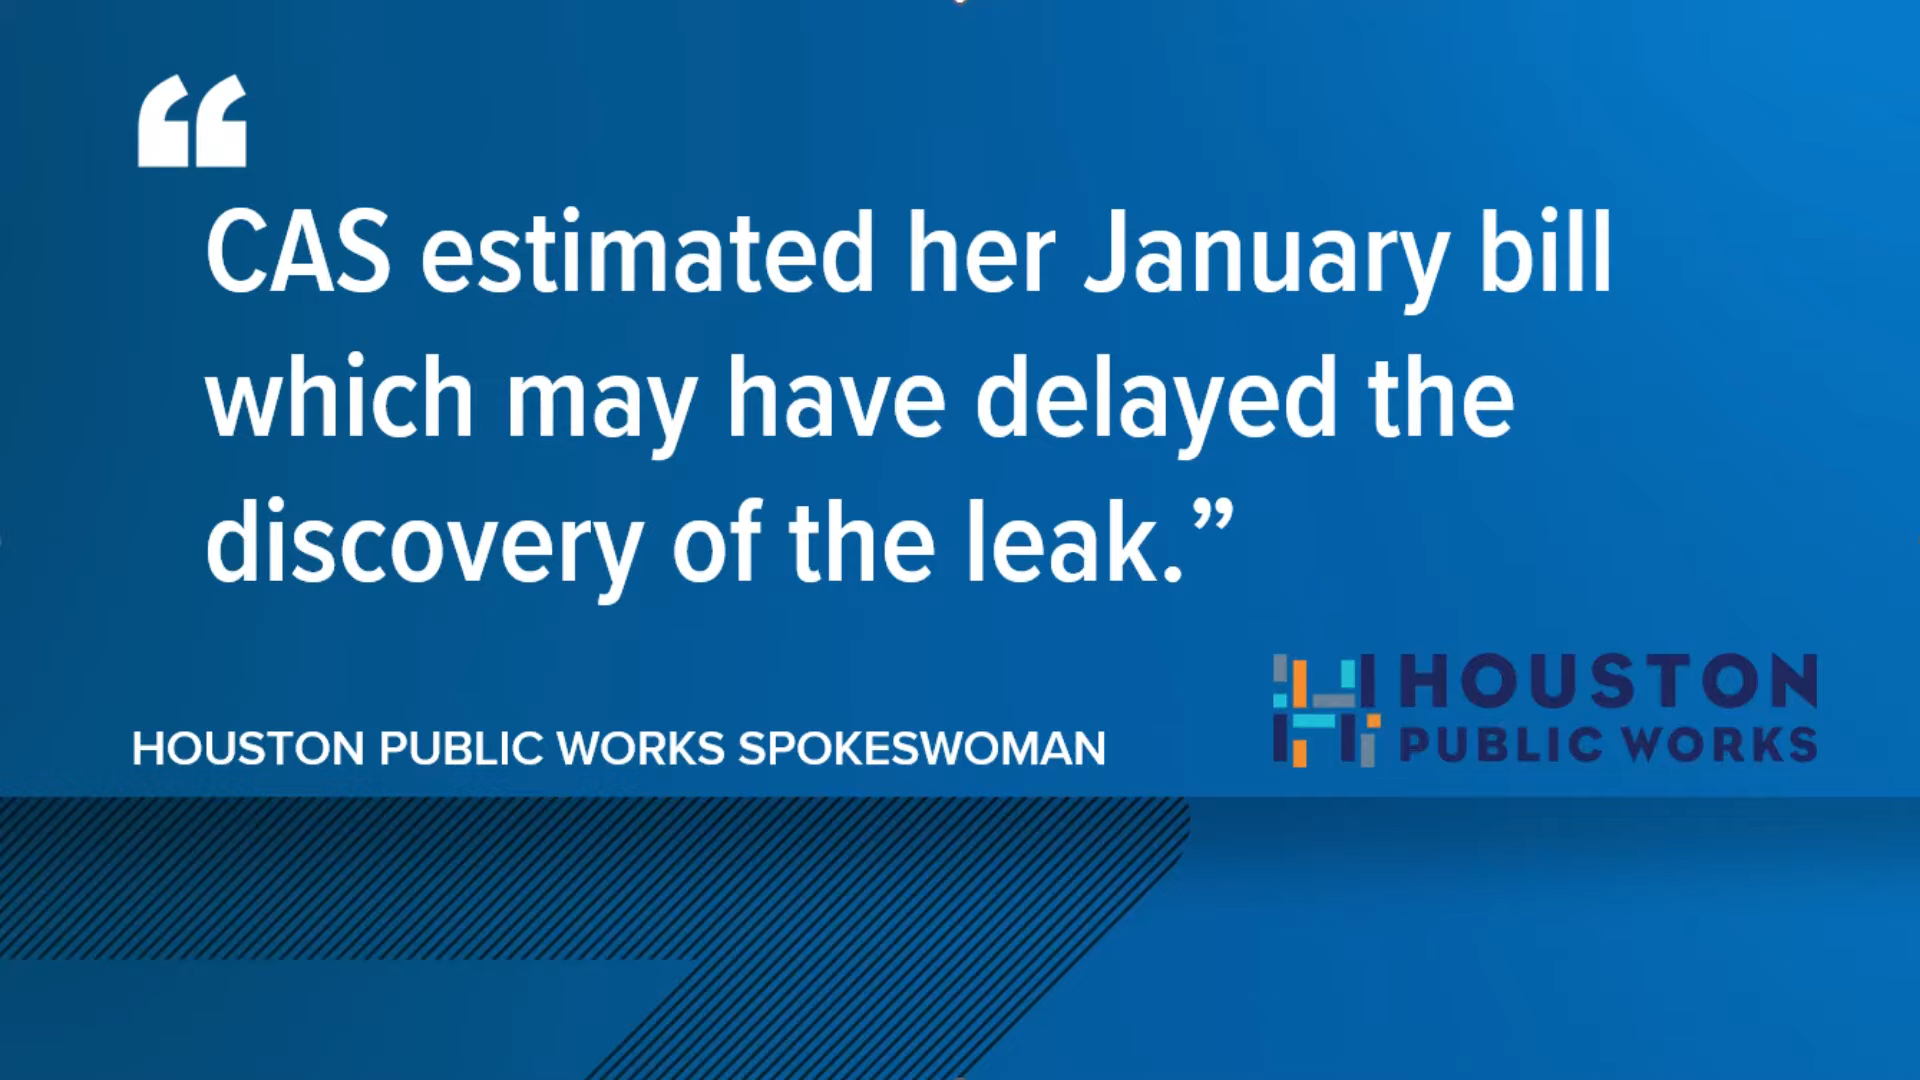 “
CAS estimated her January bill
which may have delayed the
discovery of the leak.”
HOUSTON PUBLIC WORKS SPOKESWOMAN
HOUSTON
PUBLIC WORKS